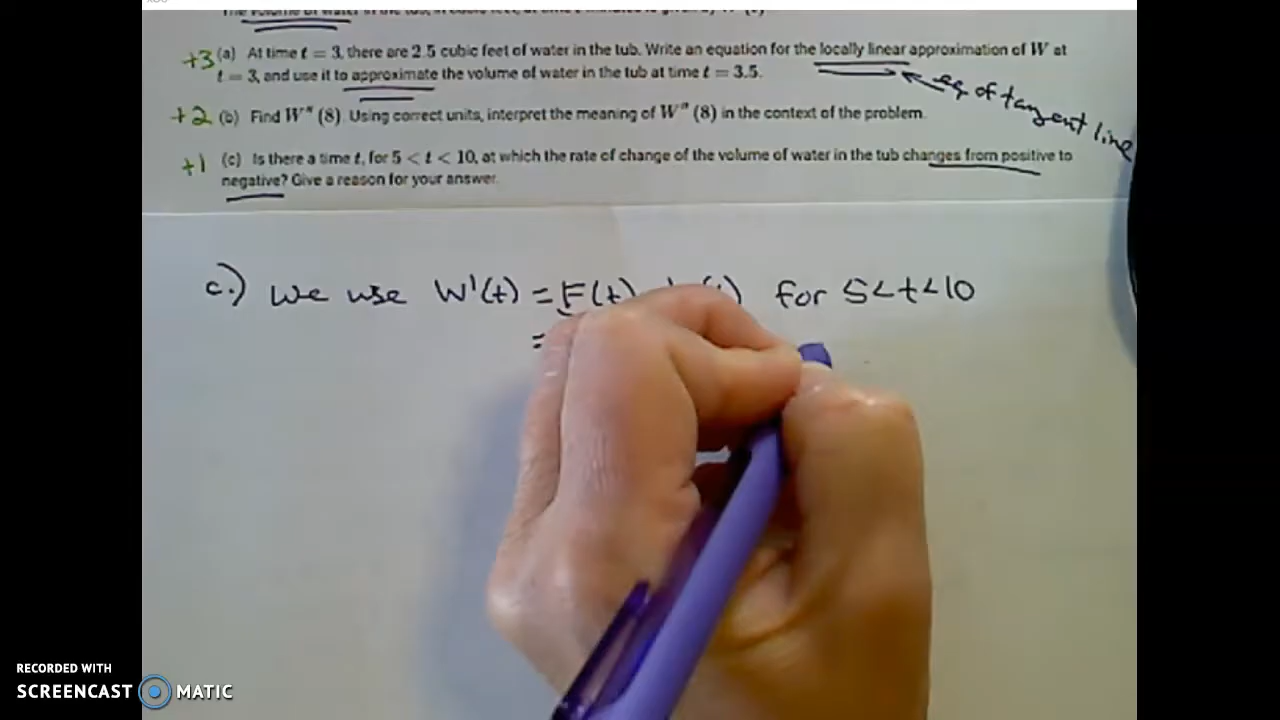 +3 (a) At time t = 3, there are 2.5 cubic feet of water in the tub. Write an equation for the locally linear approximation of W at
t = 3, and use it to approximate the volume of water in the tub at time t = 3.5.
eq of tangent line
+2 (b) Find W" (8). Using correct units, interpret the meaning of W" (8) in the context of the problem.
+1 (c) Is there a time t, for 5 < t < 10, at which the rate of change of the volume of water in the tub changes from positive to
negative? Give a reason for your answer.
c.) We use W'(t) = F(t) for 5<t<10
=
RECORDED WITH
SCREENCAST MATIC